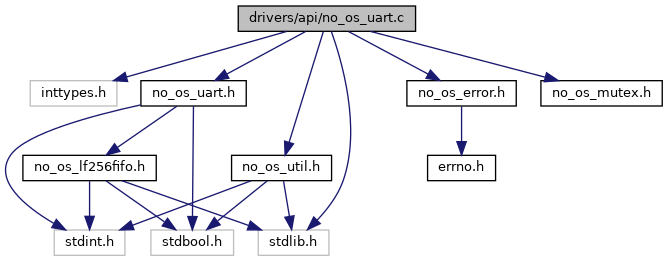 drivers/api/no_os_uart.c
inttypes.h
no_os_uart.h
no_os_error.h
no_os_mutex.h
no_os_lf256fifo.h
no_os_util.h
errno.h
stdint.h
stdbool.h
stdlib.h